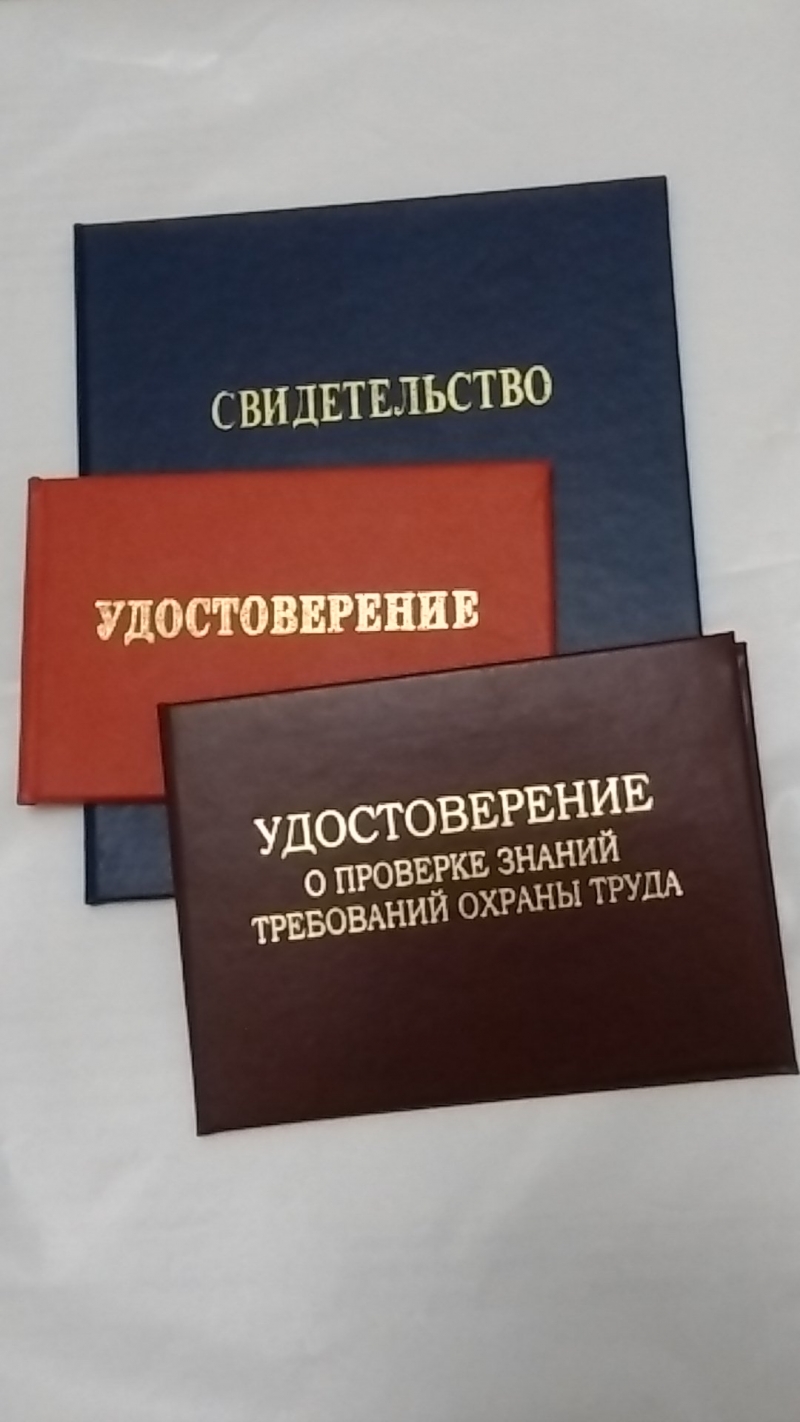 СВИДЕТЕЛЬСТВО
УДОСТОВЕРЕНИЕ
УДОСТОВЕРЕНИЕ
О ПРОВЕРКЕ ЗНАНИЙ
ТРЕБОВАНИЙ ОХРАНЫ ТРУДА